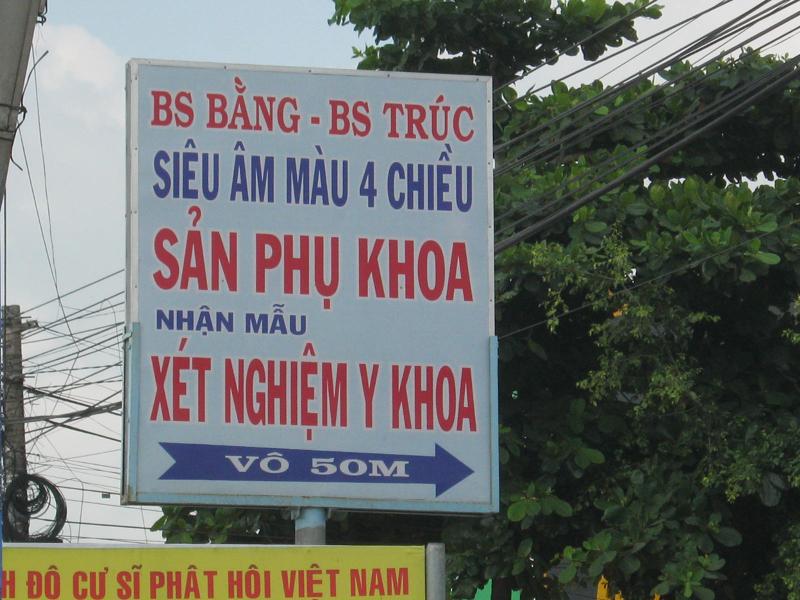 BS BẰNG - BS TRÚC
SIÊU ÂM MÀU 4 CHIỀU
SẢN PHỤ KHOA
NHẬN MẪU
XÉT NGHIỆM Y KHOA
VÔ 50M
H ĐỘ CƯ SĨ PHẬT HỘI VIỆT NAM